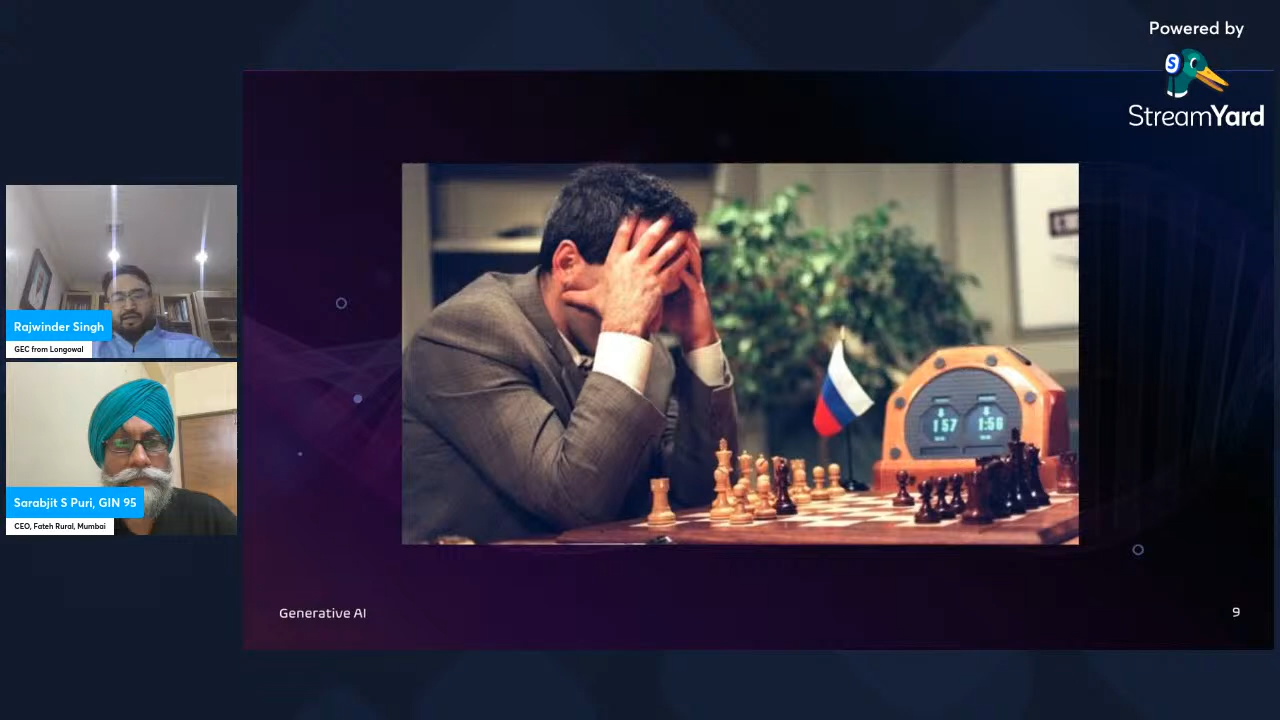 Powered by
S
StreamYard
Rajwinder Singh
GEC from Longowal
Sarabjit S Puri, GIN 95
CEO, Fateh Rural, Mumbai
1 57
1:56
Generative AI
9